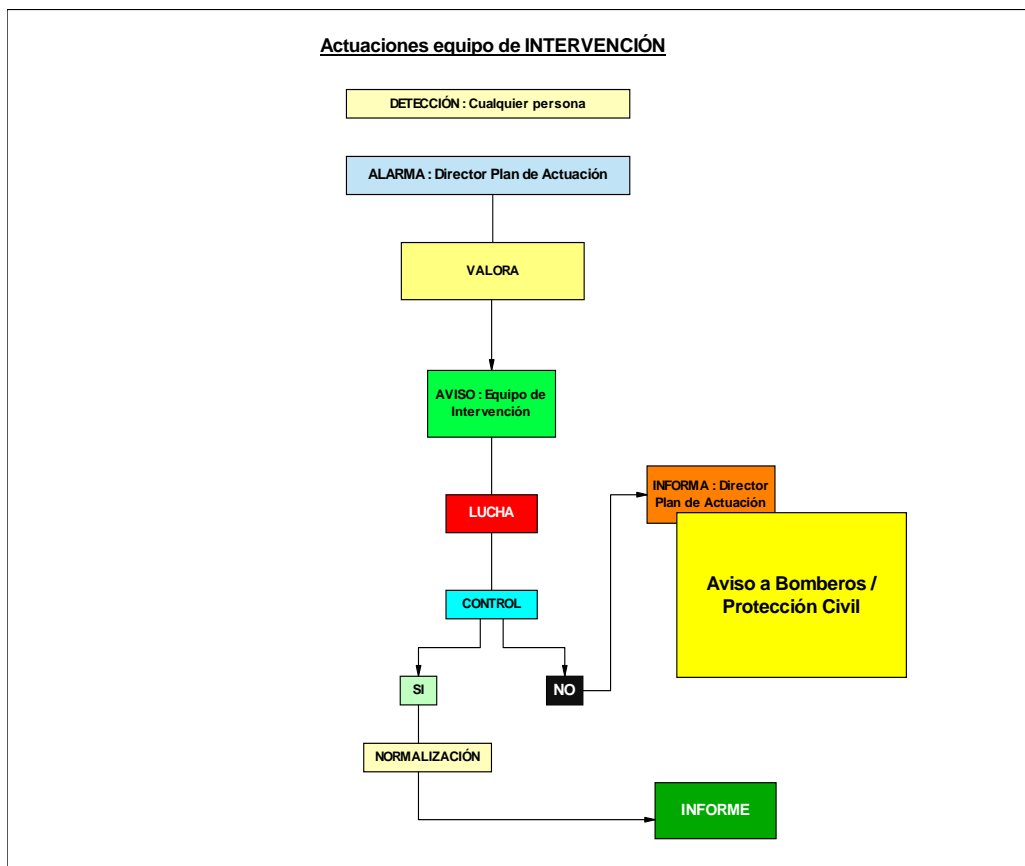 Actuaciones equipo de INTERVENCIÓN
DETECCIÓN : Cualquier persona
ALARMA : Director Plan de Actuación
VALORA
AVISO : Equipo de
Intervención
LUCHA
INFORMA : Director
Plan de Actuación
Aviso a Bomberos /
Protección Civil
CONTROL
SI
NO
NORMALIZACIÓN
INFORME